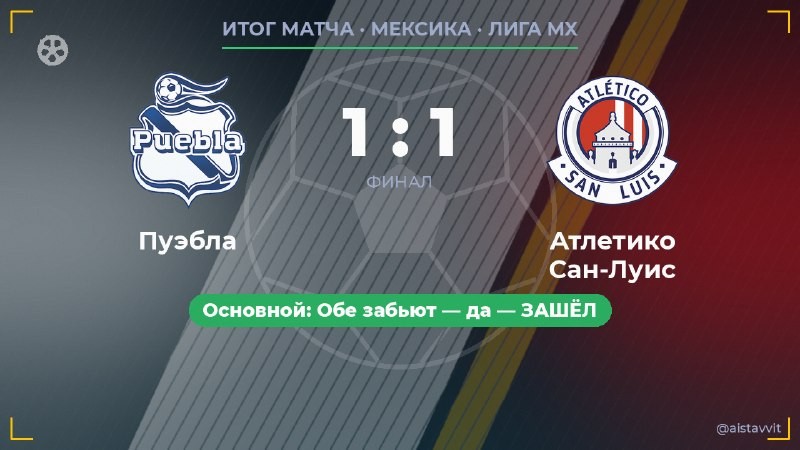 ИТОГ МАТЧА · МЕКСИКА · ЛИГА МХ
1 : 1
ФИНАЛ
Puebla
ATLÉTICO
SAN LUIS
Пуэбла
Атлетико
Сан-Луис
Основной: Обе забьют — да — ЗАШЁЛ
@aistavvit